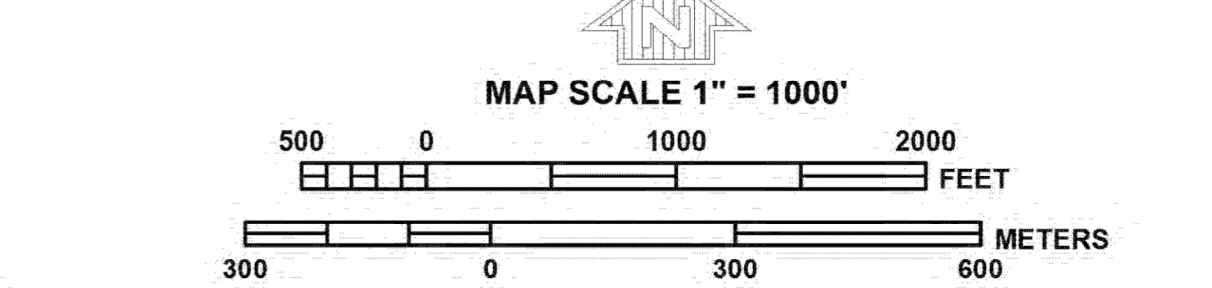 N
MAP SCALE 1" = 1000'
500 0 1000 2000
FEET
METERS
300 0 300 600